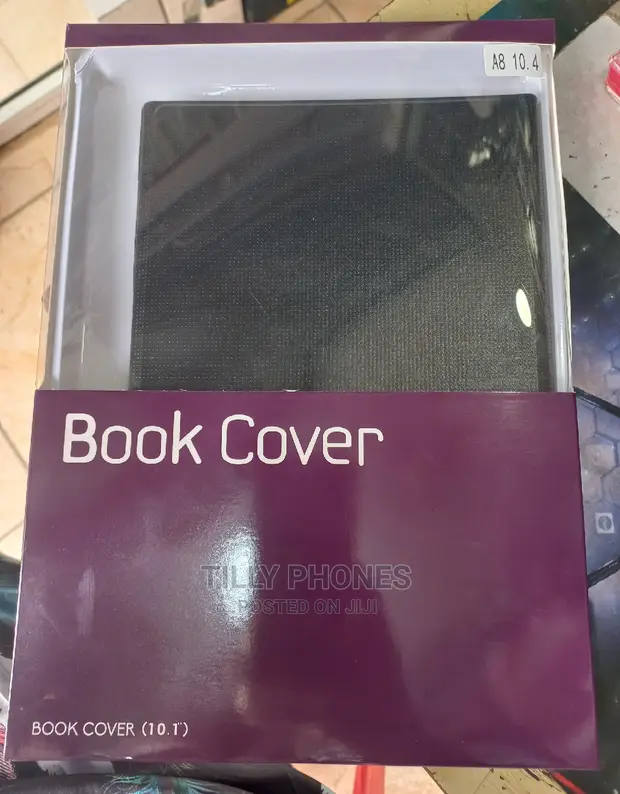 A8 10.4
Book Cover
TILLY PHONES
POSTED ON JIJI
BOOK COVER (10.1")